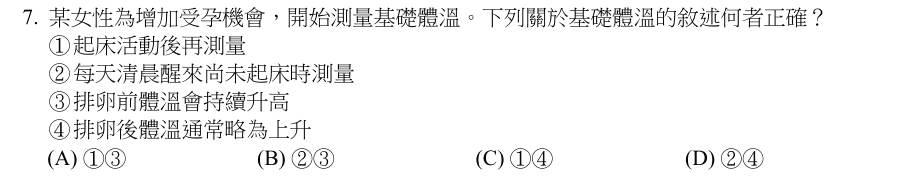 7. 某女性為增加受孕機會，開始測量基礎體溫。下列關於基礎體溫的敘述何者正確？
①起床活動後再測量
②每天清晨醒來尚未起床時測量
③排卵前體溫會持續升高
④排卵後體溫通常略為上升
(A) ①③ (B) ②③ (C) ①④ (D) ②④